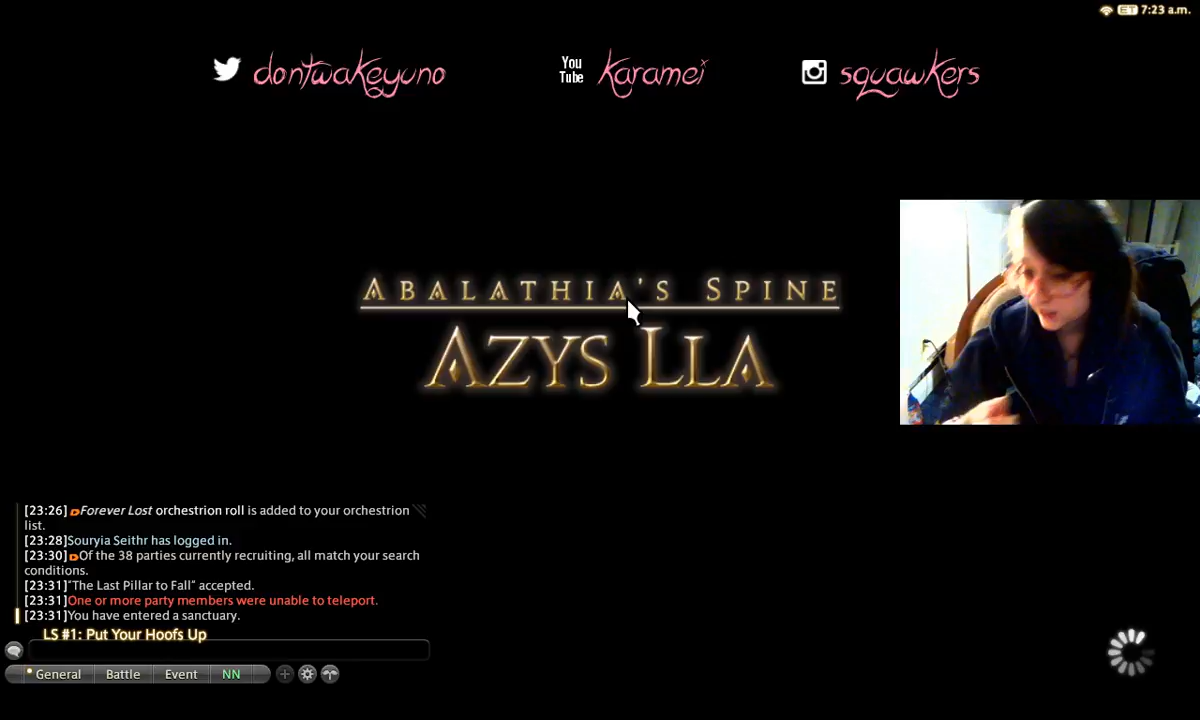 ET 7:23 a.m.
dontwakeyuno
You Tube karamei
squawkers
ABALATHIA'S SPINE
AZYS LLA
[23:26] Forever Lost orchestrion roll is added to your orchestrion
list.
[23:28]Souryia Seithr has logged in.
[23:30]Of the 38 parties currently recruiting, all match your search
conditions.
[23:31]"The Last Pillar to Fall" accepted.
[23:31]One or more party members were unable to teleport.
[23:31]You have entered a sanctuary.
LS #1: Put Your Hoofs Up
General Battle Event NN